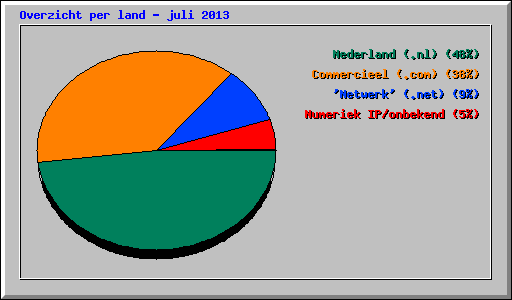 Overzicht per land - juli 2013
Nederland (.nl) (48%)
Commercieel (.com) (38%)
'Netwerk' (.net) (9%)
Numeriek IP/onbekend (5%)